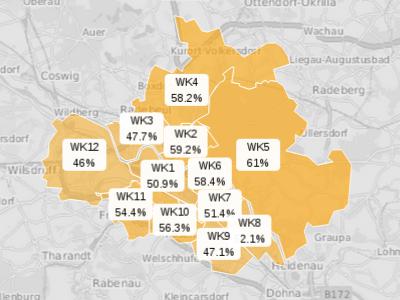 Oberau
Ottendorf-Okrilla
Auer
Wachau
Kurort Volkersdorf
Liegau-Augustusbad
Coswig
WK4
58.2%
Radeberg
Wildberg
WK3
47.7%
WK2
59.2%
Ullersdorf
WK12
46%
WK5
61%
Wilsdruff
WK1
50.9%
WK6
58.4%
WK11
54.4%
WK7
51.4%
WK10
56.3%
WK8
2.1%
WK9
47.1%
Graupa
Tharandt
Heidenau
Rabenau
Kleincarsdorf
Dohna
B172